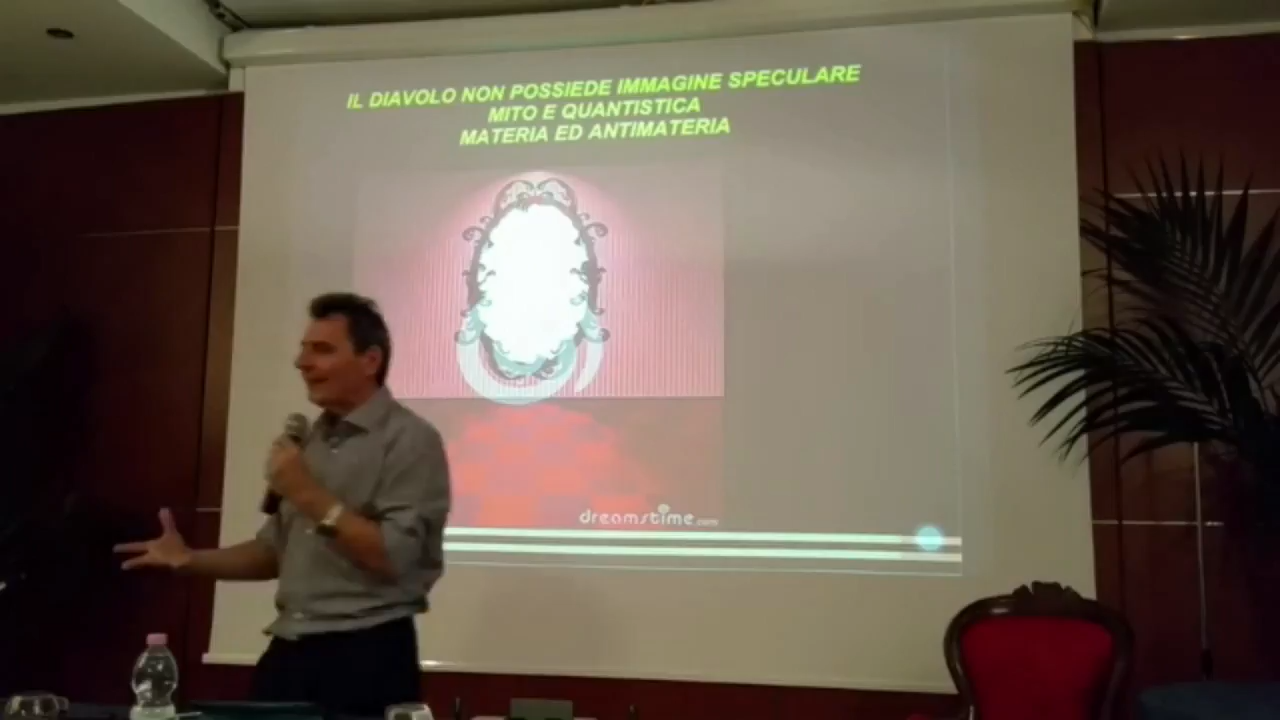 IL DIAVOLO NON POSSIEDE IMMAGINE SPECULARE
MITO E QUANTISTICA
MATERIA ED ANTIMATERIA
dreamstime.com